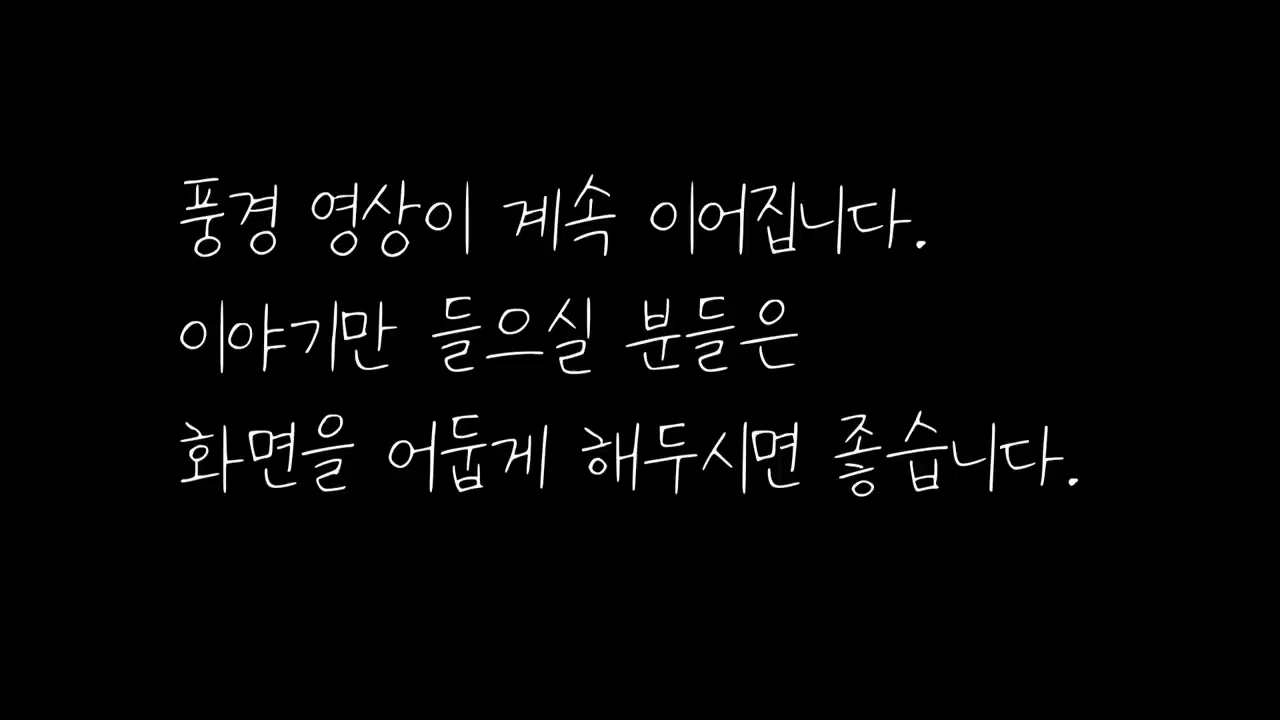 풍경 영상이 계속 이어집니다.
이야기만 들으실 분들은
화면을 어둡게 해두시면 좋습니다.